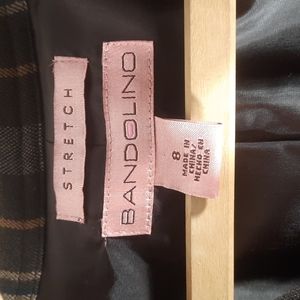 STRETCH
BANDOLINO
8
MADE IN
CHINA/
HECHO EN
CHINA